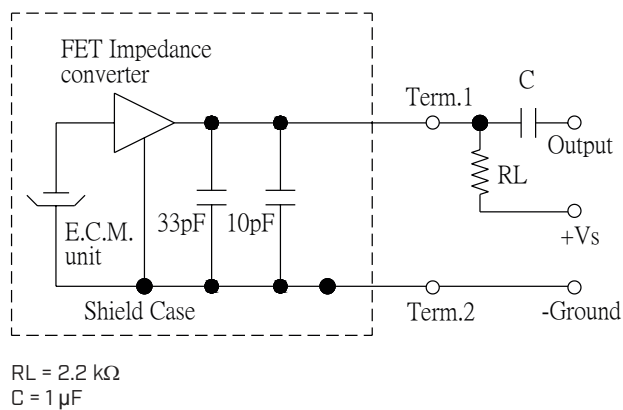 FET Impedance
converter
C
Term.1
Output
RL
33pF
10pF
+Vs
E.C.M.
unit
Shield Case
Term.2
-Ground
RL = 2.2 kΩ
C = 1 µF